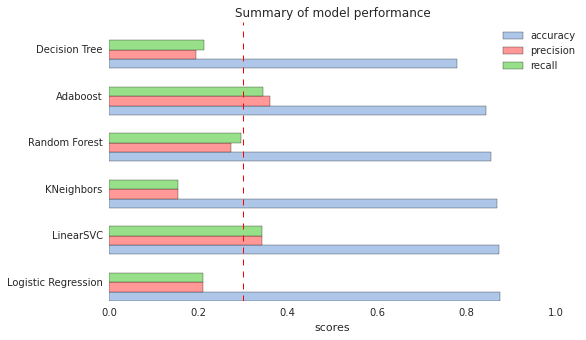 Summary of model performance
accuracy
precision
recall
Decision Tree
Adaboost
Random Forest
KNeighbors
LinearSVC
Logistic Regression
0.0 0.2 0.4 0.6 0.8 1.0
scores